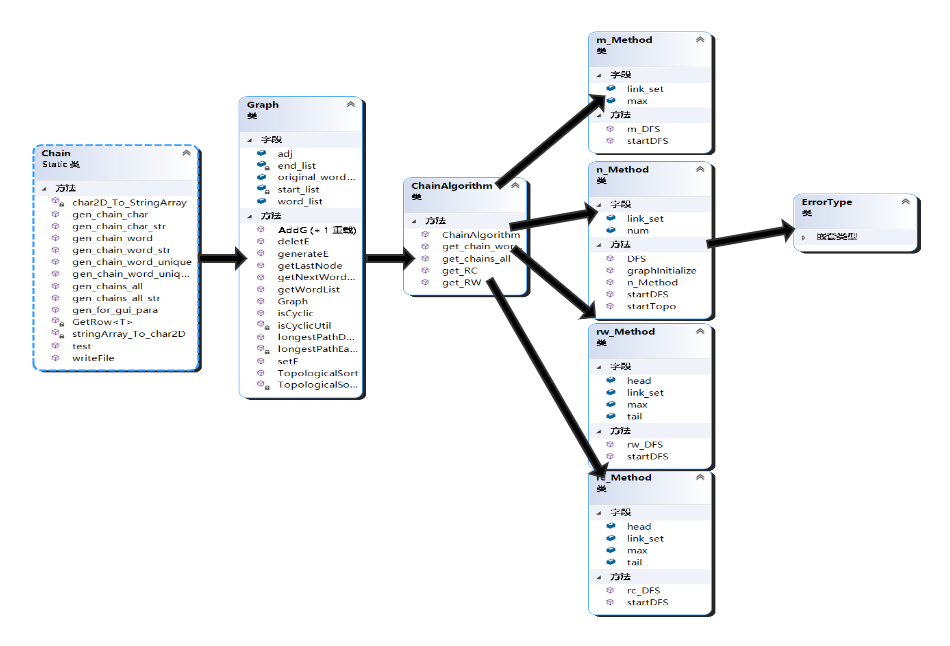 Chain
Static 类
方法
char2D_To_StringArray
gen_chain_char
gen_chain_char_str
gen_chain_word
gen_chain_word_str
gen_chain_word_unique
gen_chain_word_uniq...
gen_chains_all
gen_chains_all_str
gen_for_gui_para
GetRow<T>
stringArray_To_char2D
test
writeFile
Graph
类
字段
adj
end_list
original_word...
start_list
word_list
方法
AddG (+ 1 重载)
deletE
generateE
getLastNode
getNextWord...
getWordList
Graph
isCyclic
isCyclicUtil
longestPathD...
longestPathEa...
setE
TopologicalSort
TopologicalSo...
ChainAlgorithm
类
方法
ChainAlgorithm
get_chain_word
get_chains_all
get_RC
get_RW
m_Method
类
字段
link_set
max
方法
m_DFS
startDFS
n_Method
类
字段
link_set
num
方法
DFS
graphInitialize
n_Method
startDFS
startTopo
rw_Method
类
字段
head
link_set
max
tail
方法
rw_DFS
startDFS
rc_Method
类
字段
head
link_set
max
tail
方法
rc_DFS
startDFS
ErrorType
类
嵌套类型